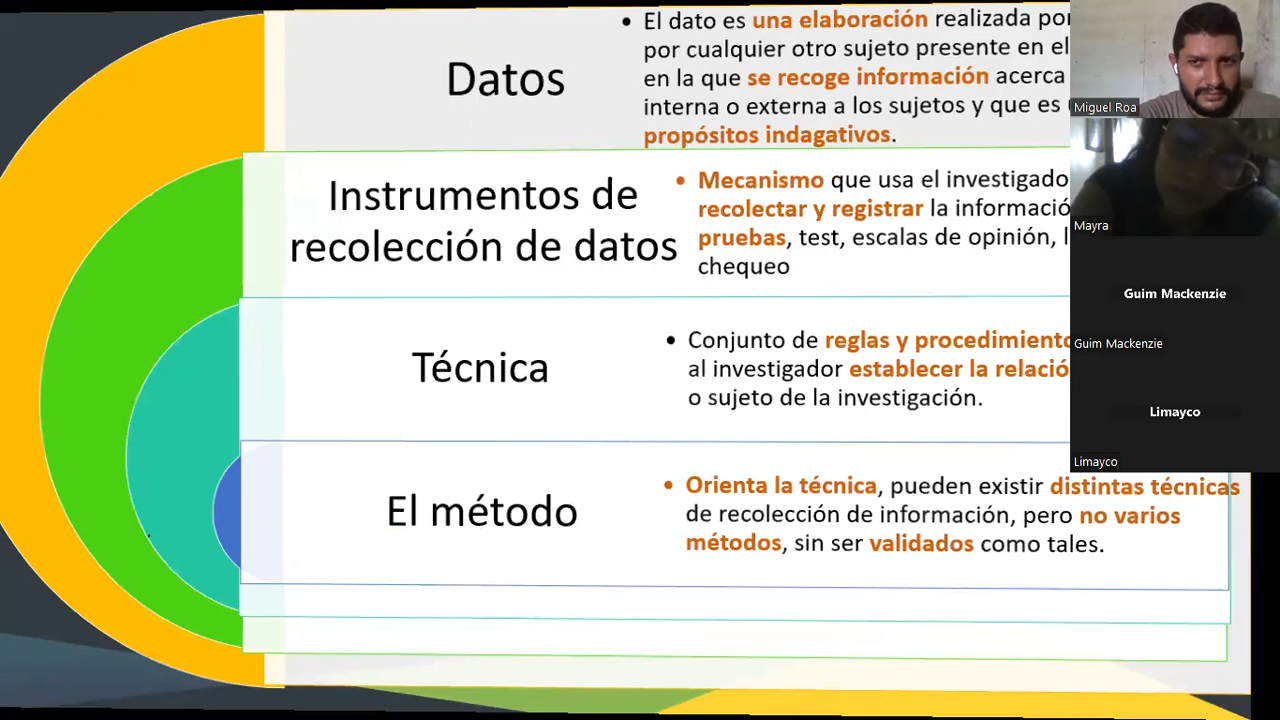 Datos
• El dato es una elaboración realizada por
por cualquier otro sujeto presente en el
en la que se recoge información acerca
interna o externa a los sujetos y que es
propósitos indagativos.
Instrumentos de
recolección de datos
• Mecanismo que usa el investigado
recolectar y registrar la informació
pruebas, test, escalas de opinión, l
chequeo
Técnica
• Conjunto de reglas y procedimiento
al investigador establecer la relació
o sujeto de la investigación.
El método
• Orienta la técnica, pueden existir distintas técnicas
de recolección de información, pero no varios
métodos, sin ser validados como tales.
Miguel Roa
Mayra
Guim Mackenzie
Guim Mackenzie
Limayco
Limayco